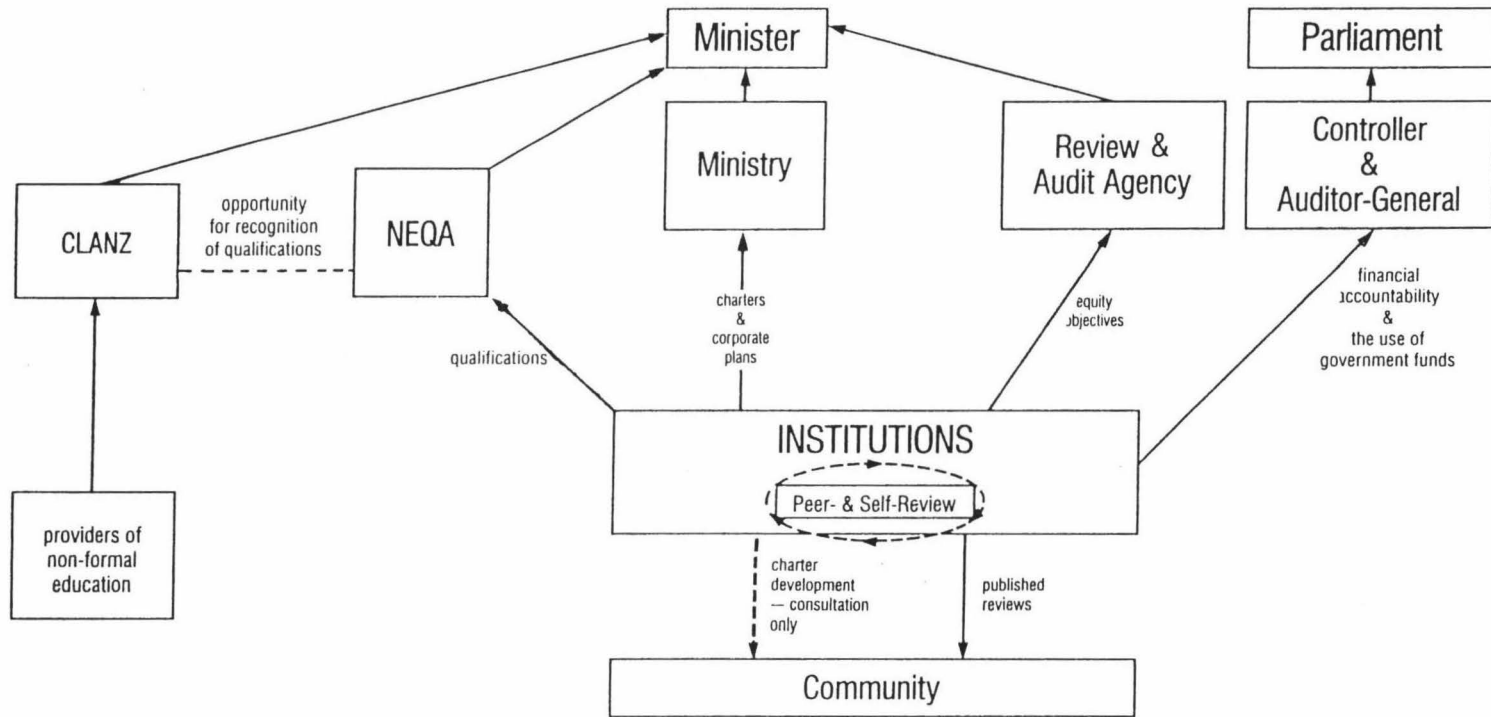 Minister
Parliament
Ministry
Review &
Audit Agency
Controller
&
Auditor-General
CLANZ
opportunity
for recognition
of qualifications
NEQA
qualifications
charters
&
corporate
plans
equity
objectives
financial
accountability
&
the use of
government funds
INSTITUTIONS
Peer- & Self-Review
providers of
non-formal
education
charter
development
— consultation
only
published
reviews
Community